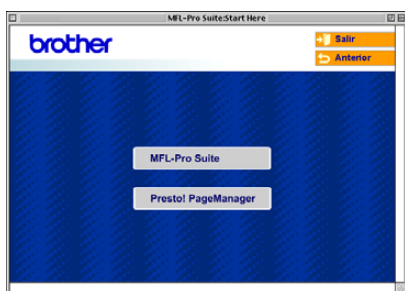 MFL-Pro Suite:Start Here
brother
Salir
Anterior
MFL-Pro Suite
Presto! PageManager